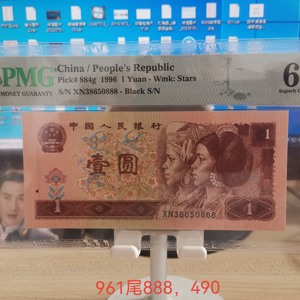 PMG
MONEY GUARANTY
China / People's Republic
Pick# 884g 1996 1 Yuan - Wmk: Stars
S/N XN38650888 - Black S/N
6
Superb
中国人民银行
1
壹圆
1
XN38650888
961尾888，490